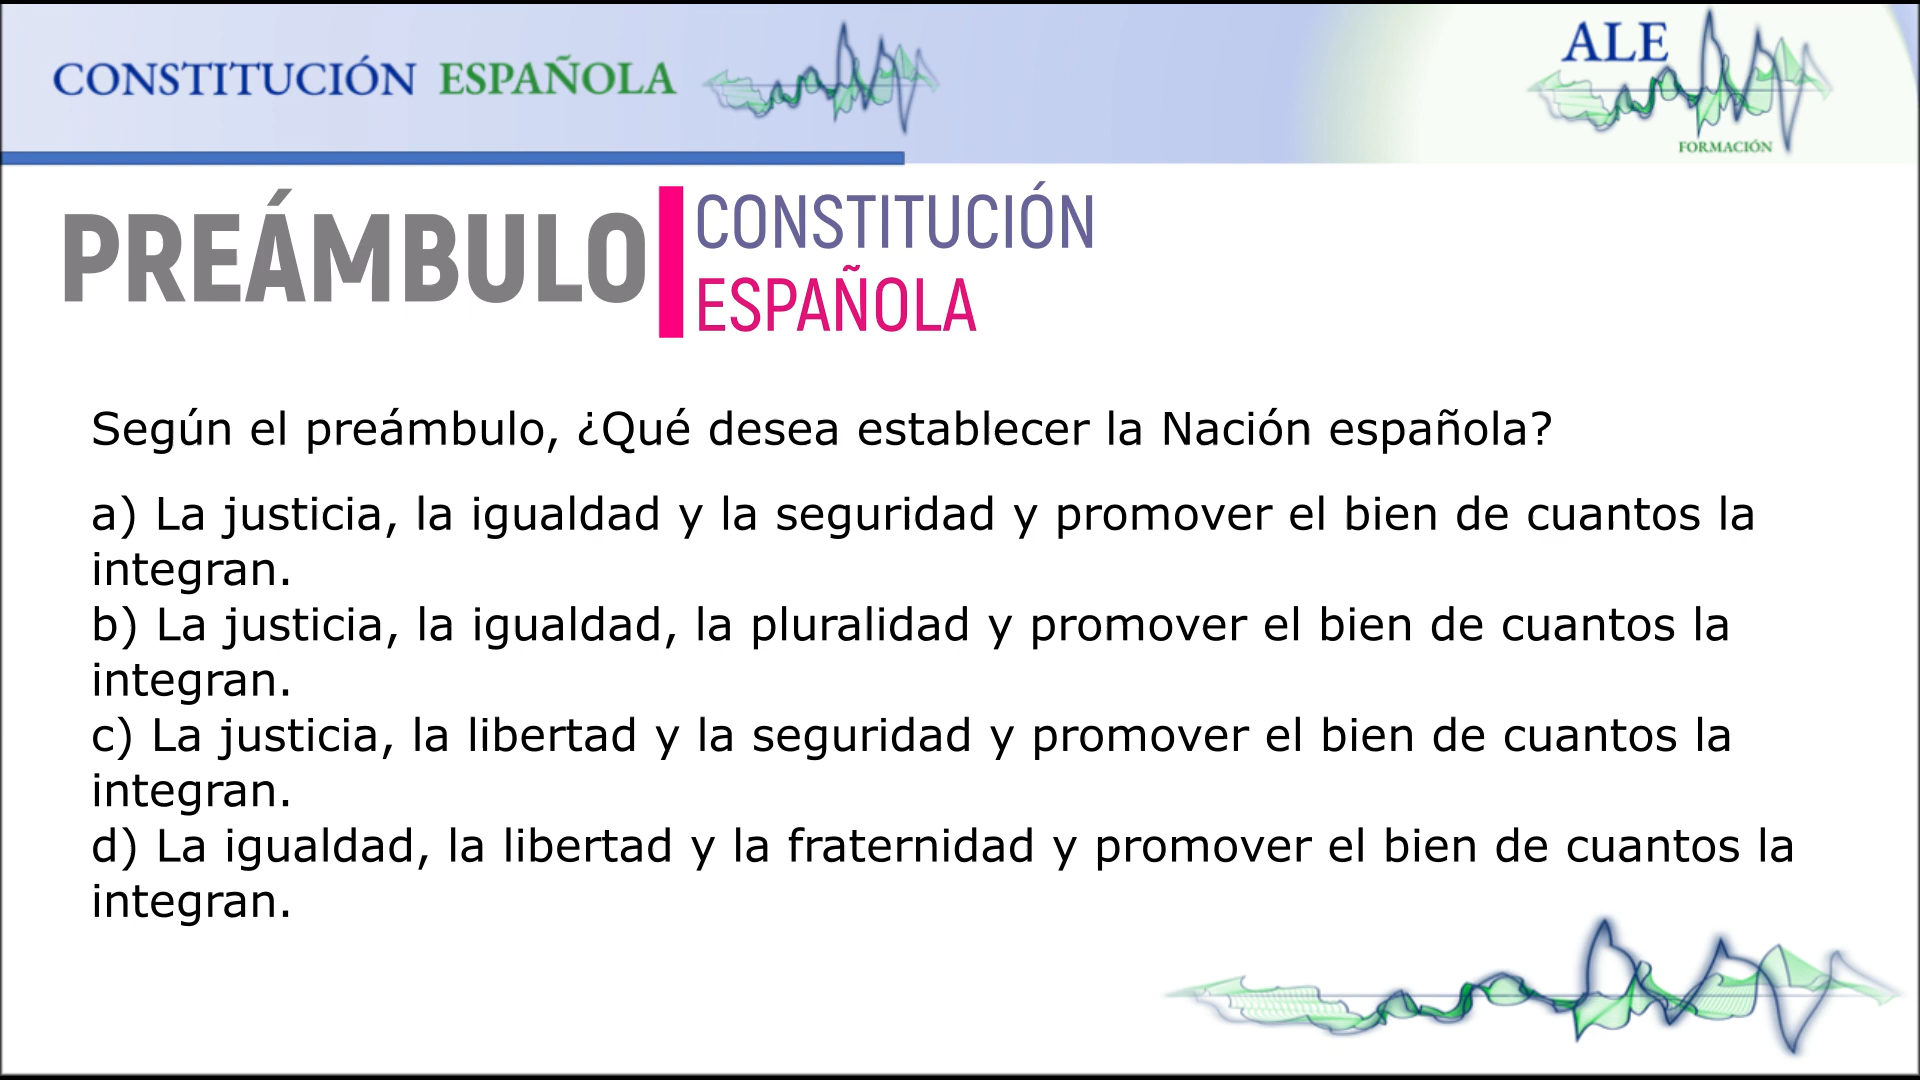 CONSTITUCIÓN ESPAÑOLA
ALE
FORMACIÓN
PREÁMBULO
CONSTITUCIÓN
ESPAÑOLA
Según el preámbulo, ¿Qué desea establecer la Nación española?
a) La justicia, la igualdad y la seguridad y promover el bien de cuantos la
integran.
b) La justicia, la igualdad, la pluralidad y promover el bien de cuantos la
integran.
c) La justicia, la libertad y la seguridad y promover el bien de cuantos la
integran.
d) La igualdad, la libertad y la fraternidad y promover el bien de cuantos la
integran.